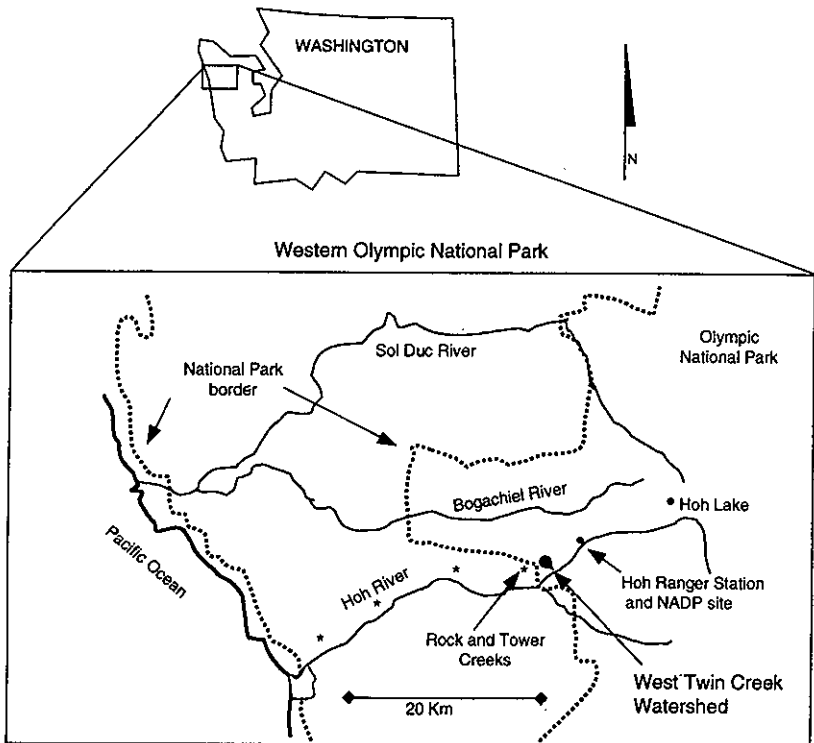 WASHINGTON
N
Western Olympic National Park
Sol Duc River
Olympic
National Park
National Park
border
Bogachiel River
Hoh Lake
Pacific Ocean
Hoh River
Hoh Ranger Station
and NADP site
Rock and Tower
Creeks
West Twin Creek
Watershed
20 Km